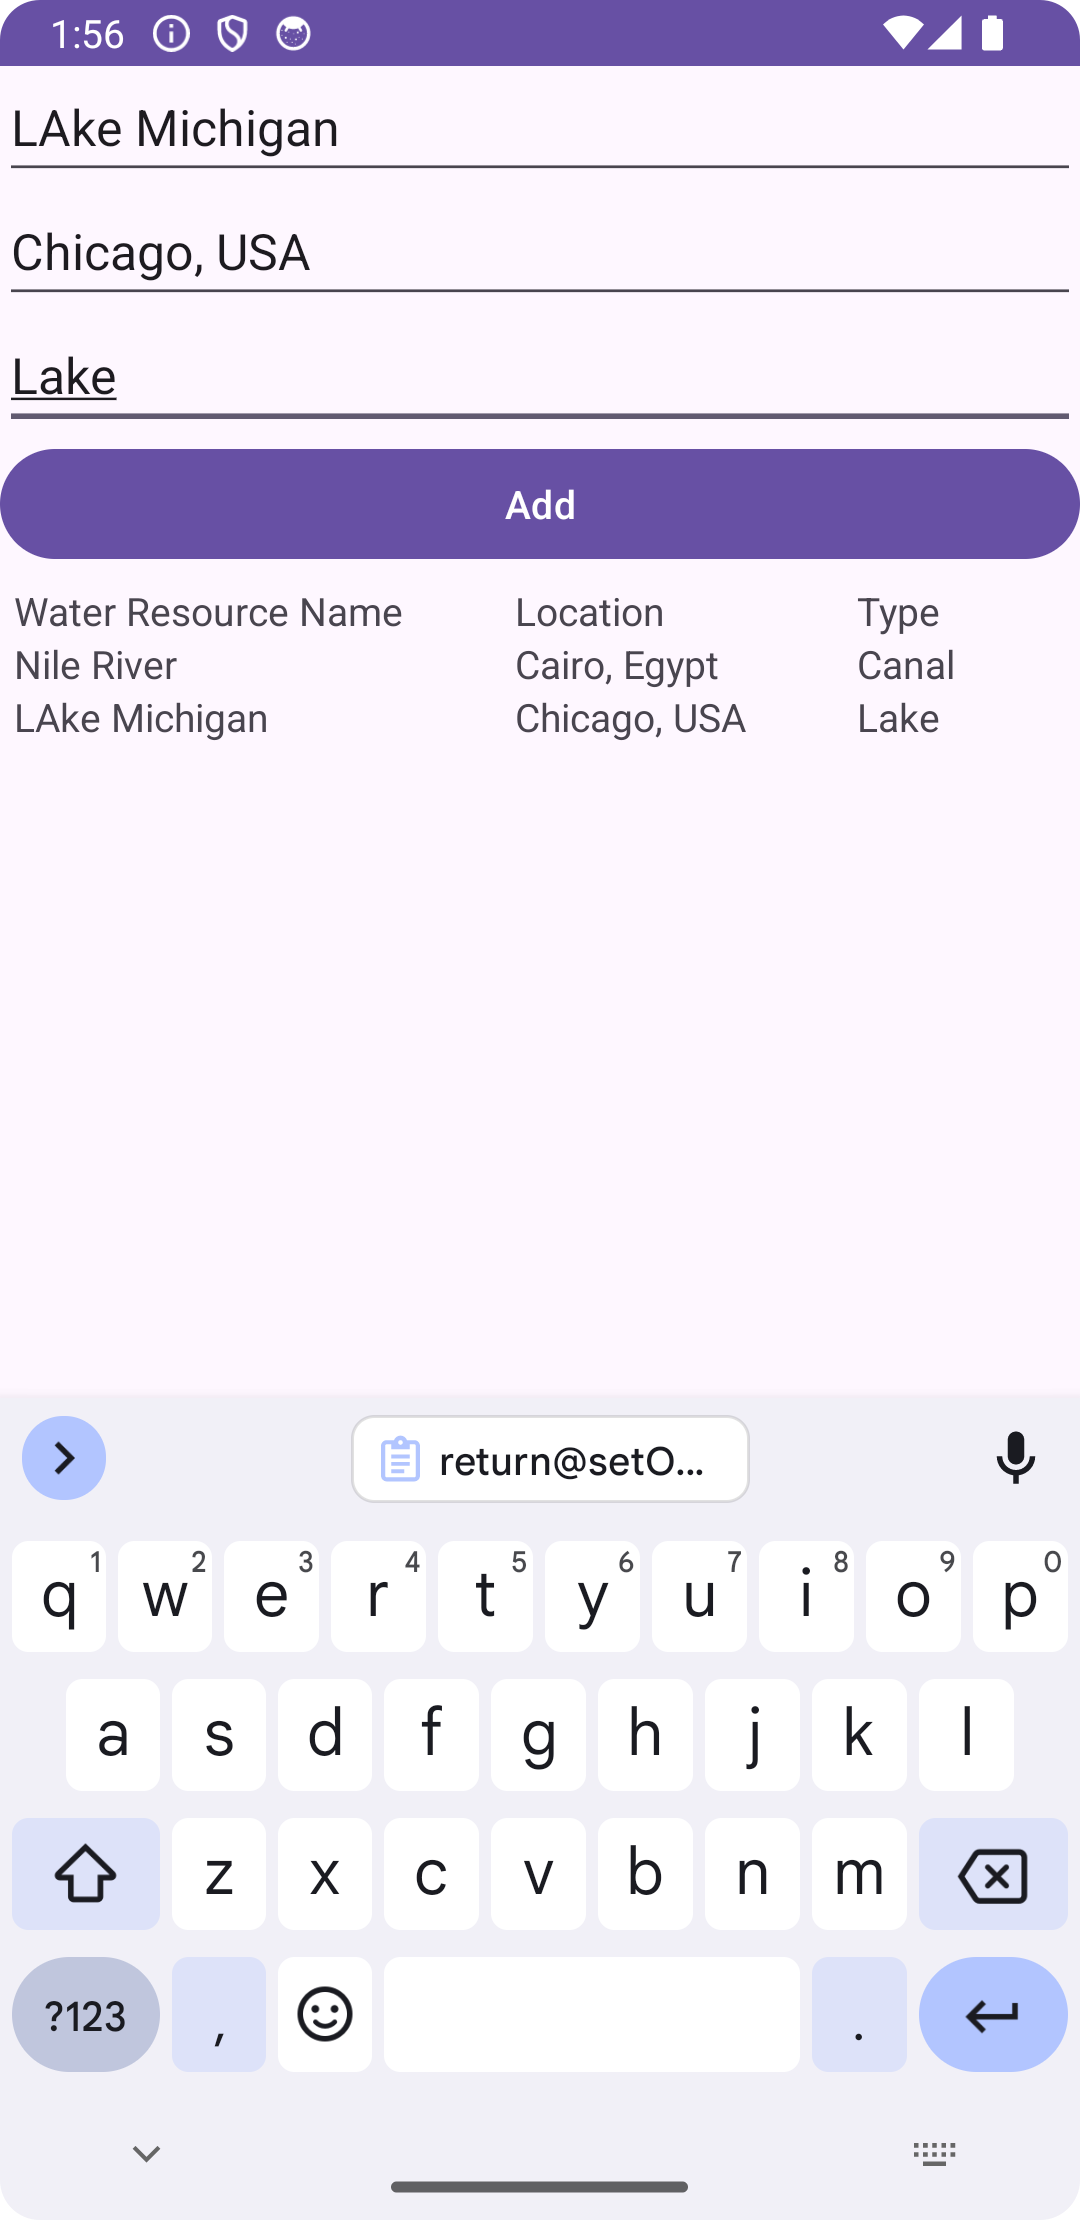 1:56
LAke Michigan
Chicago, USA
Lake
Add
Water Resource Name Location Type
Nile River Cairo, Egypt Canal
LAke Michigan Chicago, USA Lake
return@setO...
q 1 w 2 e 3 r 4 t 5 y 6 u 7 i 8 o 9 p 0
a s d f g h j k l
z x c v b n m
?123 , .